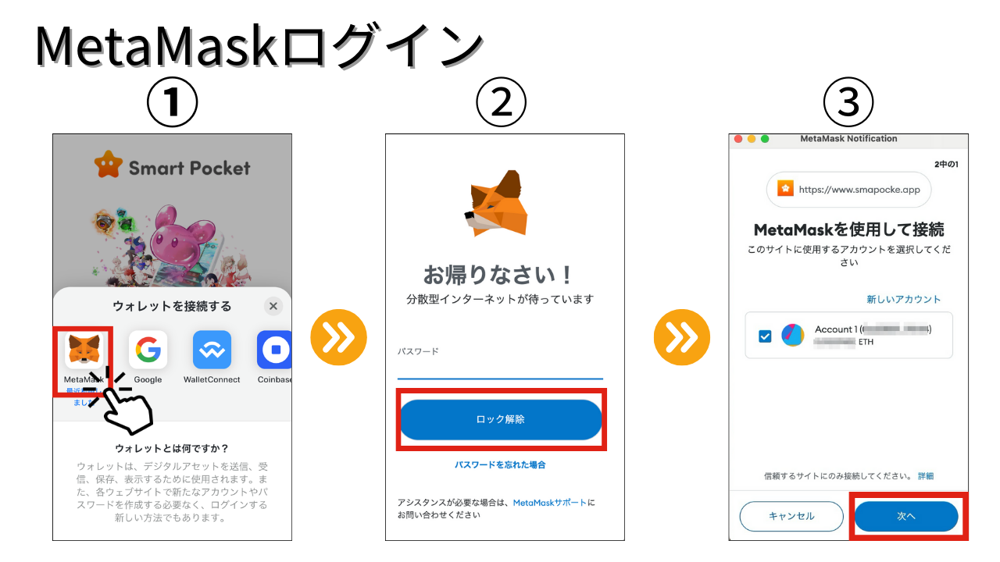 MetaMaskログイン
①
②
③
Smart Pocket
ウォレットを接続する
MetaMask
Google
WalletConnect
Coinbase
最近
まし
ウォレットとは何ですか？
ウォレットは、デジタルアセットを送信、受
信、保存、表示するために使用されます。ま
た、各ウェブサイトで新たなアカウントやパ
スワードを作成する必要なく、ログインする
新しい方法でもあります。
お帰りなさい！
分散型インターネットが待っています
パスワード
ロック解除
パスワードを忘れた場合
アシスタンスが必要な場合は、MetaMaskサポートに
お問い合わせください
MetaMask Notification
2中の1
https://www.smapocke.app
MetaMaskを使用して接続
このサイトに使用するアカウントを選択してくだ
さい
新しいアカウント
Account 1 (
ETH
信頼するサイトにのみ接続してください。 詳細
キャンセル
次へ